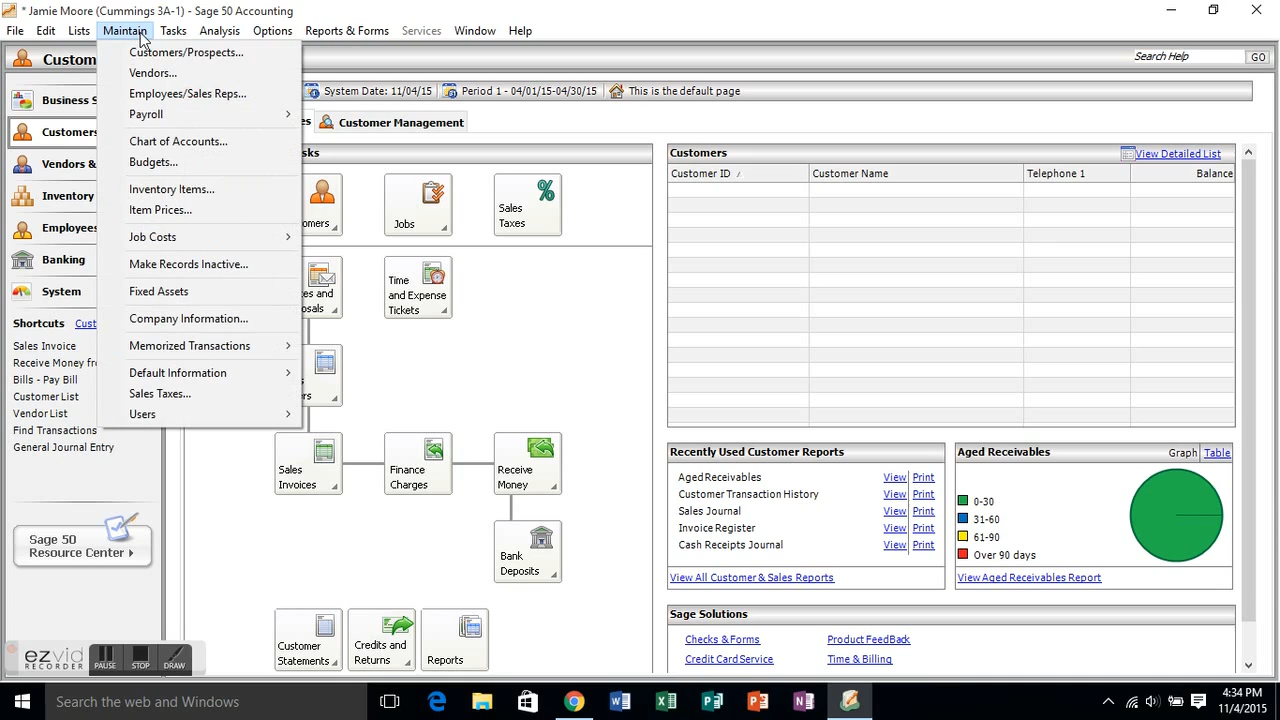 * Jamie Moore (Cummings 3A-1) - Sage 50 Accounting
File Edit Lists Maintain Tasks Analysis Options Reports & Forms Services Window Help
Custom
Search Help GO
Customers/Prospects...
Vendors...
Employees/Sales Reps...
Payroll
Chart of Accounts...
Budgets...
Inventory Items...
Item Prices...
Job Costs
Make Records Inactive...
Fixed Assets
Company Information...
Memorized Transactions
Default Information
Sales Taxes...
Users
Business S
Customers
Vendors &
Inventory
Employees
Banking
System
Shortcuts Cust
Sales Invoice
Receive Money fr
Bills - Pay Bill
Customer List
Vendor List
Find Transactions
General Journal Entry
Sage 50
Resource Center
System Date: 11/04/15 Period 1 - 04/01/15-04/30/15 This is the default page
es Customer Management
sks
omers
Jobs
Sales
Taxes
es and
osals
Time
and Expense
Tickets
s
rs
Sales
Invoices
Finance
Charges
Receive
Money
Bank
Deposits
Customer
Statements
Credits and
Returns
Reports
Customers View Detailed List
Customer ID / Customer Name Telephone 1 Balance
Recently Used Customer Reports
Aged Receivables View Print
Customer Transaction History View Print
Sales Journal View Print
Invoice Register View Print
Cash Receipts Journal View Print
View All Customer & Sales Reports
Aged Receivables Graph Table
0-30
31-60
61-90
Over 90 days
View Aged Receivables Report
Sage Solutions
Checks & Forms Product FeedBack
Credit Card Service Time & Billing
ezvid
RECORDER
PAUSE STOP DRAW
Search the web and Windows
4:34 PM
11/4/2015